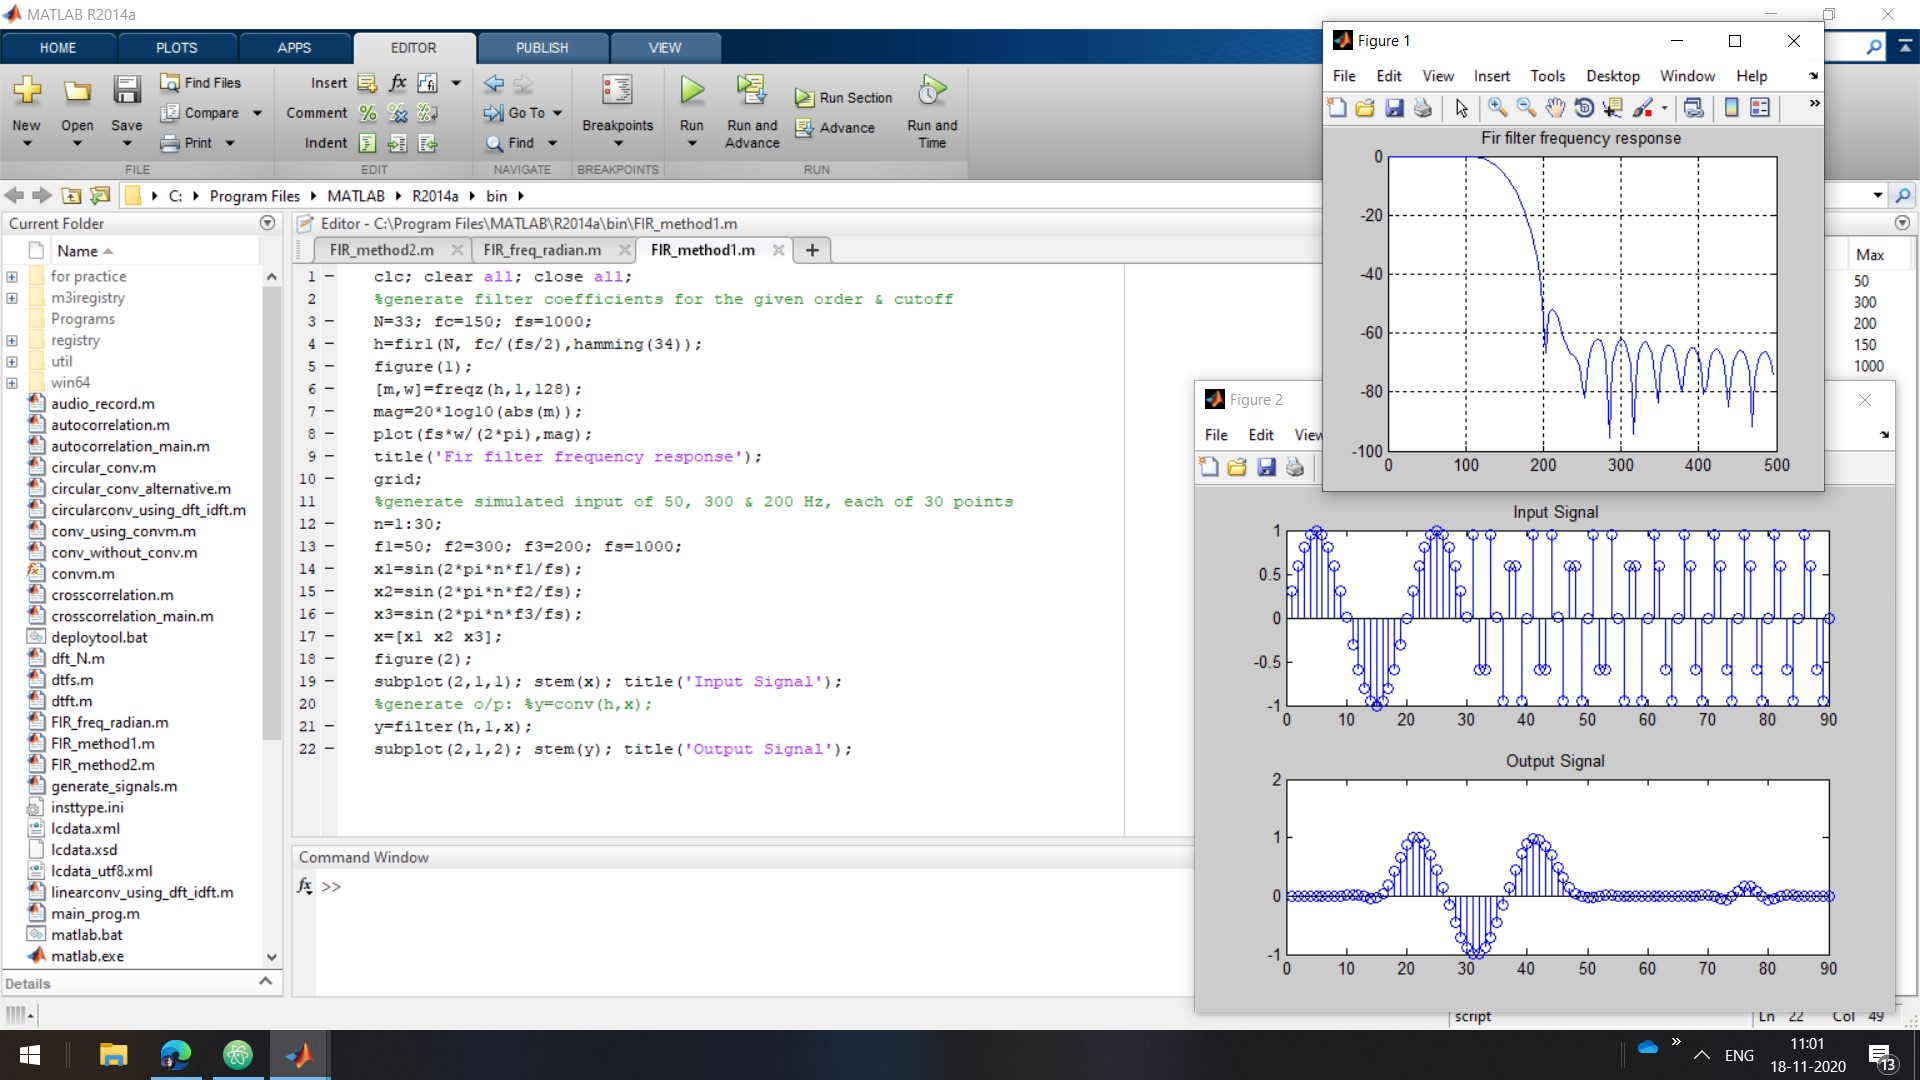 MATLAB R2014a
HOME PLOTS APPS EDITOR PUBLISH VIEW
New
Open
Save
Find Files
Compare
Print
FILE
Insert fx
Comment
Indent
EDIT
Go To
Find
NAVIGATE
Breakpoints
BREAKPOINTS
Run
Run and
Advance
Run Section
Advance
Run and
Time
RUN
C: Program Files MATLAB R2014a bin
Current Folder
Name
for practice
m3iregistry
Programs
registry
util
win64
audio_record.m
autocorrelation.m
autocorrelation_main.m
circular_conv.m
circular_conv_alternative.m
circularconv_using_dft_idft.m
conv_using_convm.m
conv_without_conv.m
convm.m
crosscorrelation.m
crosscorrelation_main.m
deploytool.bat
dft_N.m
dtfs.m
dtft.m
FIR_freq_radian.m
FIR_method1.m
FIR_method2.m
generate_signals.m
insttype.ini
lcdata.xml
lcdata.xsd
lcdata_utf8.xml
linearconv_using_dft_idft.m
main_prog.m
matlab.bat
matlab.exe
Details
Editor - C:\Program Files\MATLAB\R2014a\bin\FIR_method1.m
FIR_method2.m FIR_freq_radian.m FIR_method1.m +
1 clc; clear all; close all;
2 %generate filter coefficients for the given order & cutoff
3 N=33; fc=150; fs=1000;
4 h=fir1(N, fc/(fs/2),hamming(34));
5 figure(1);
6 [m,w]=freqz(h,1,128);
7 mag=20*log10(abs(m));
8 plot(fs*w/(2*pi),mag);
9 title('Fir filter frequency response');
10 grid;
11 %generate simulated input of 50, 300 & 200 Hz, each of 30 points
12 n=1:30;
13 f1=50; f2=300; f3=200; fs=1000;
14 x1=sin(2*pi*n*f1/fs);
15 x2=sin(2*pi*n*f2/fs);
16 x3=sin(2*pi*n*f3/fs);
17 x=[x1 x2 x3];
18 figure(2);
19 subplot(2,1,1); stem(x); title('Input Signal');
20 %generate o/p: %y=conv(h,x);
21 y=filter(h,1,x);
22 subplot(2,1,2); stem(y); title('Output Signal');
Command Window
fx >>
Max
50
300
200
150
1000
Figure 1
File Edit View Insert Tools Desktop Window Help
Fir filter frequency response
0
-20
-40
-60
-80
-100
0 100 200 300 400 500
Figure 2
File Edit View
Input Signal
1
0.5
0
-0.5
-1
0 10 20 30 40 50 60 70 80 90
Output Signal
2
1
0
-1
0 10 20 30 40 50 60 70 80 90
script Ln 22 Col 49
ENG
11:01
18-11-2020
13